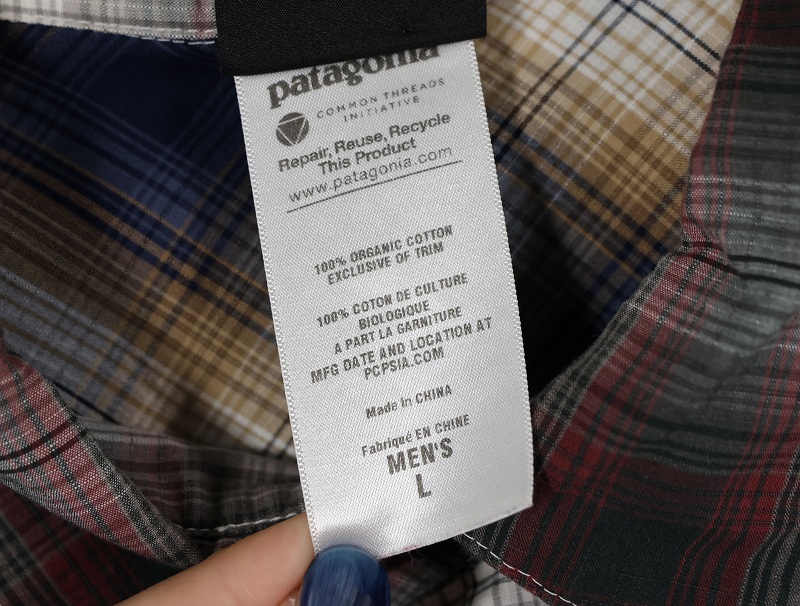 patagonia
COMMON THREADS
INITIATIVE
Repair, Reuse, Recycle
This Product
www.patagonia.com
100% ORGANIC COTTON
EXCLUSIVE OF TRIM
100% COTON DE CULTURE
BIOLOGIQUE
A PART LA GARNITURE
MFG DATE AND LOCATION AT
PCPSIA.COM
Made in CHINA
Fabriqué EN CHINE
MEN'S
L